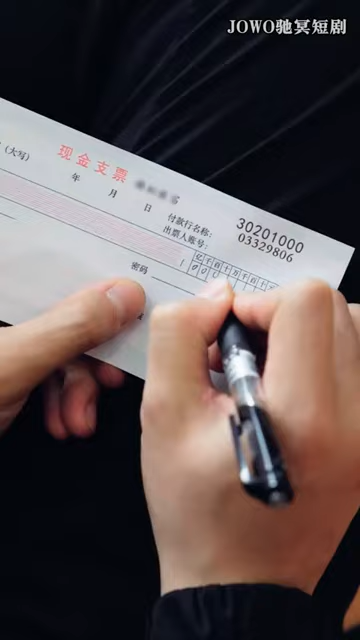 JOWO驰冥短剧
(大写)
现金支票
年 月 日
付款行名称:
出票人账号:
30201000
03329806
亿千百十万千百十元
000
密码